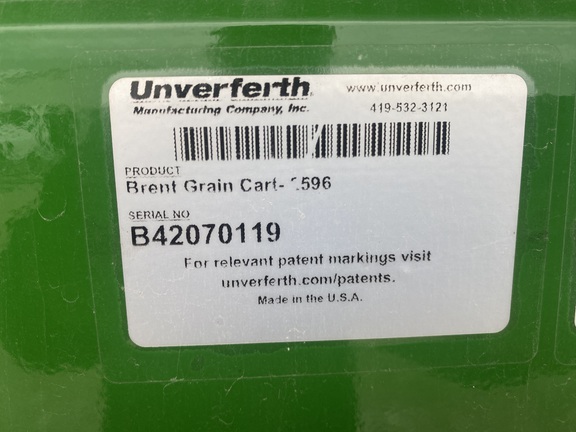 Unverferth
www.unverferth.com
Manufacturing Company, Inc.
419-532-3121
PRODUCT
Brent Grain Cart-
SERIAL NO
B42070119
For relevant patent markings visit
unverferth.com/patents.
Made in the U.S.A.